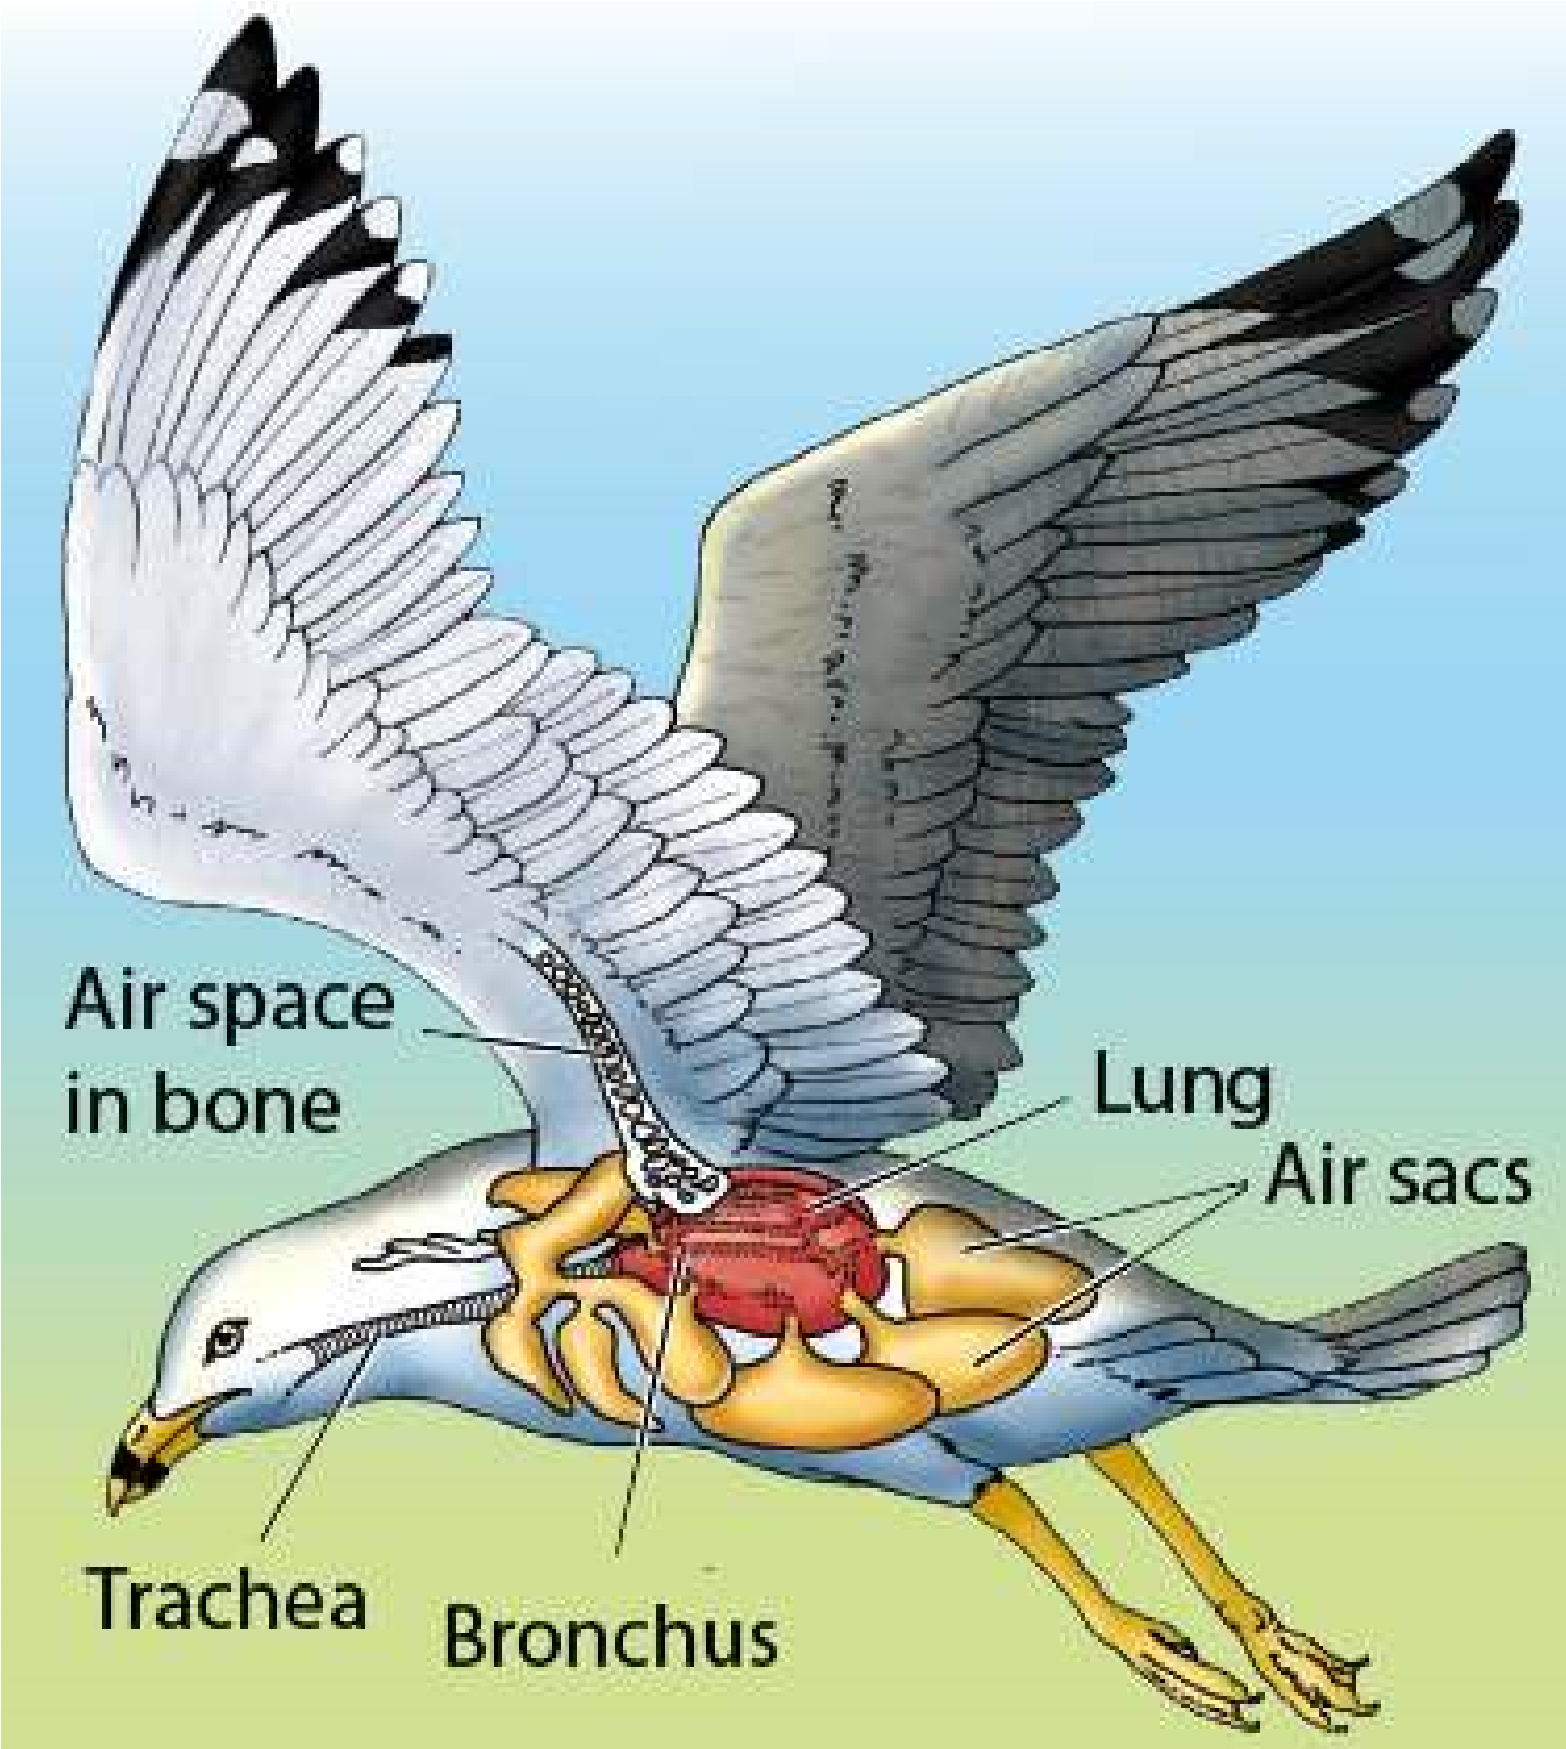 Air space
in bone
Lung
Air sacs
Trachea
Bronchus